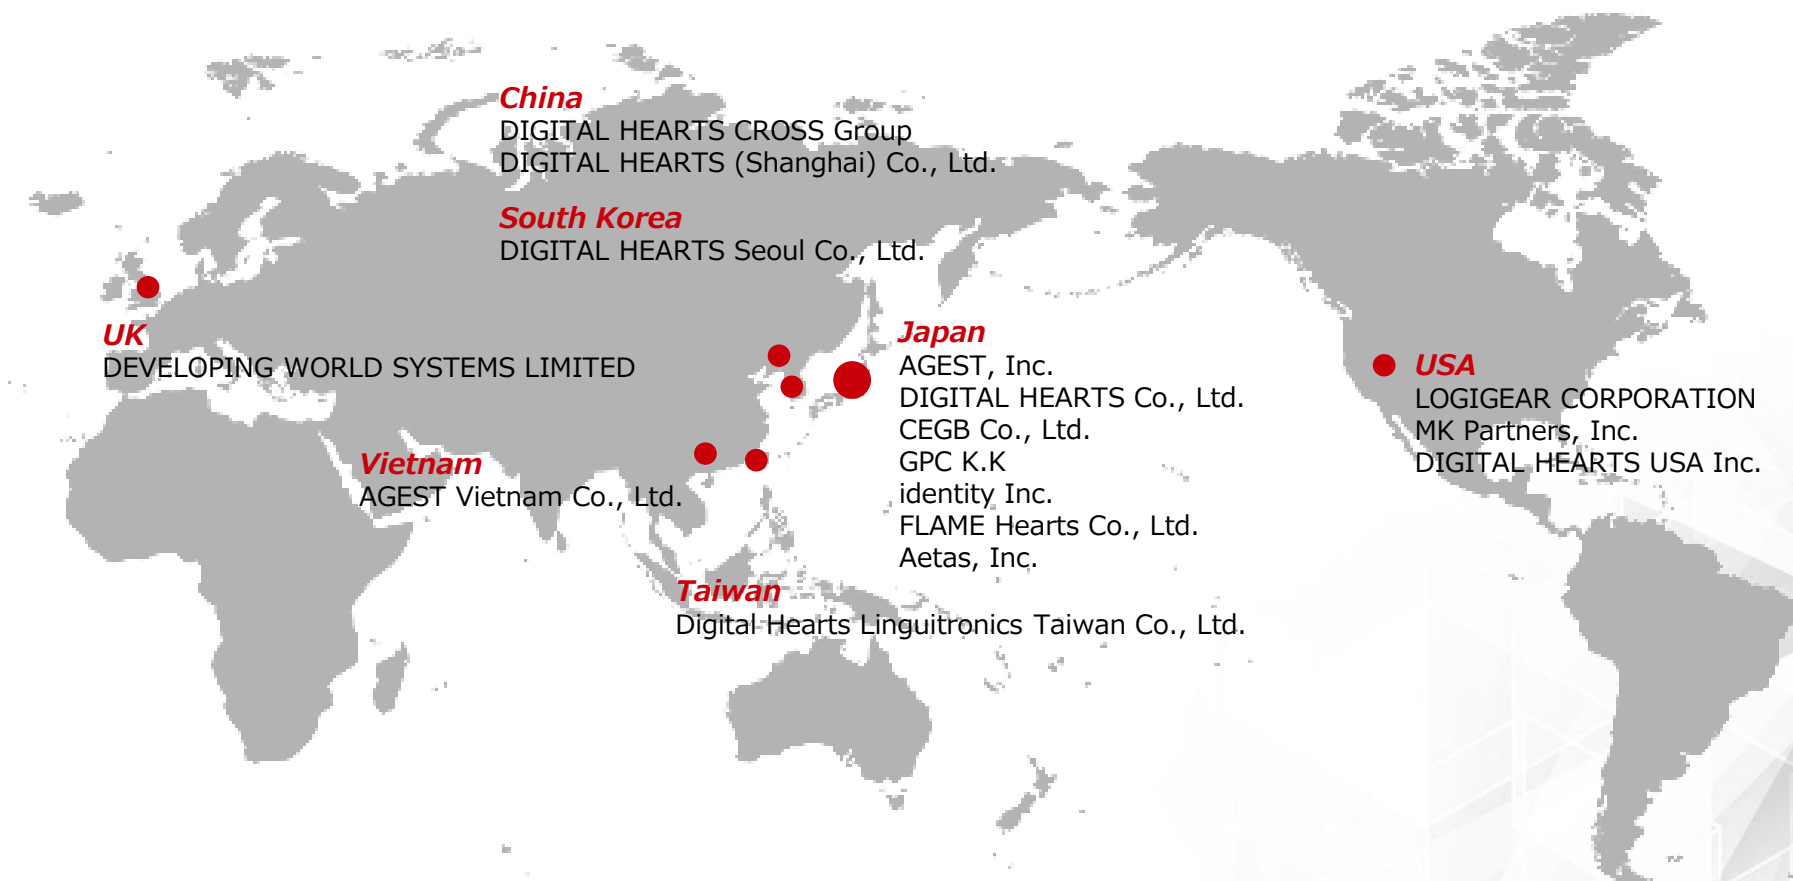 China
DIGITAL HEARTS CROSS Group
DIGITAL HEARTS (Shanghai) Co., Ltd.
South Korea
DIGITAL HEARTS Seoul Co., Ltd.
UK
DEVELOPING WORLD SYSTEMS LIMITED
Japan
AGEST, Inc.
DIGITAL HEARTS Co., Ltd.
CEGB Co., Ltd.
GPC K.K
identity Inc.
FLAME Hearts Co., Ltd.
Aetas, Inc.
USA
LOGIGEAR CORPORATION
MK Partners, Inc.
DIGITAL HEARTS USA Inc.
Vietnam
AGEST Vietnam Co., Ltd.
Taiwan
Digital Hearts Linguitronics Taiwan Co., Ltd.